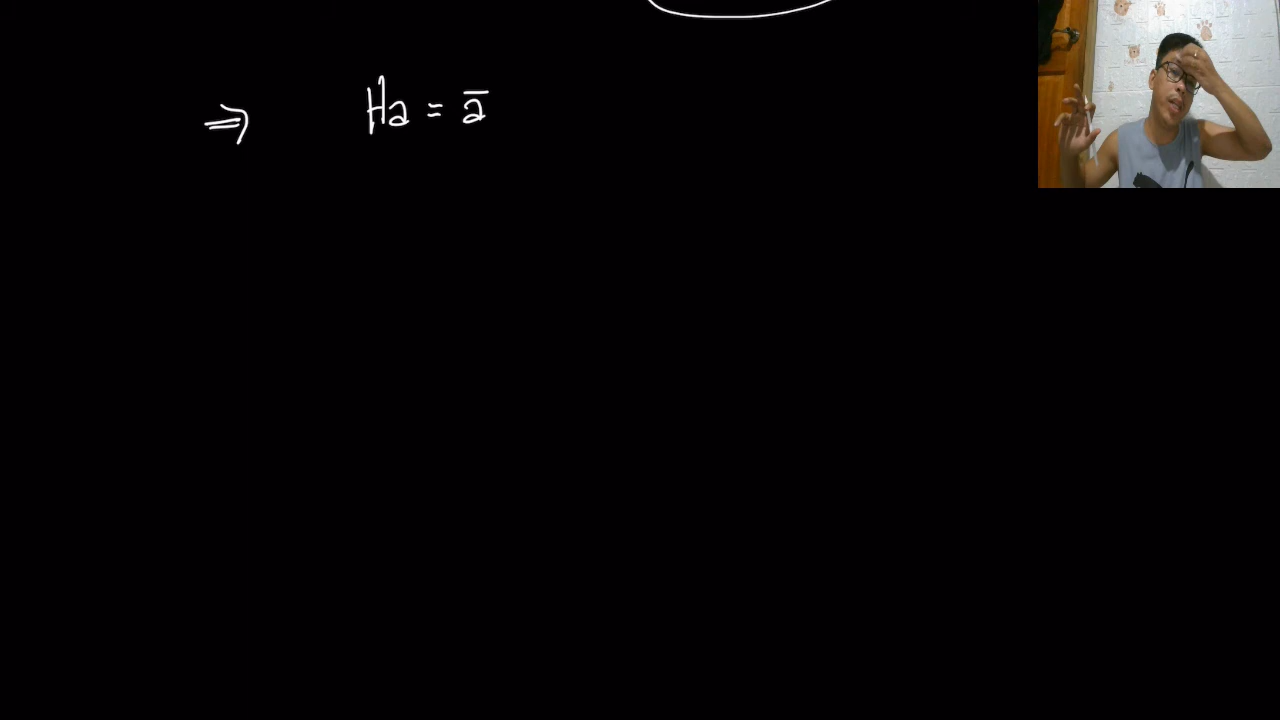 ⇒ Ha = a̅